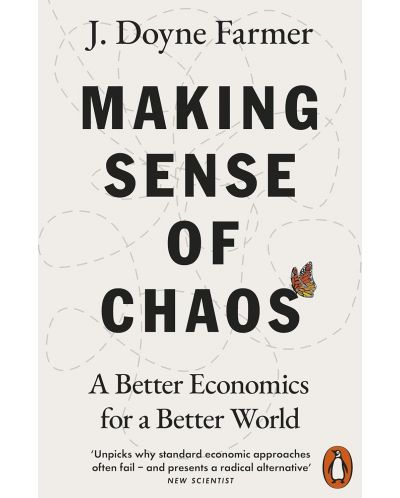 J. Doyne Farmer
MAKING
SENSE
OF
CHAOS
A Better Economics
for a Better World
‘Unpicks why standard economic approaches
often fail – and presents a radical alternative’
NEW SCIENTIST